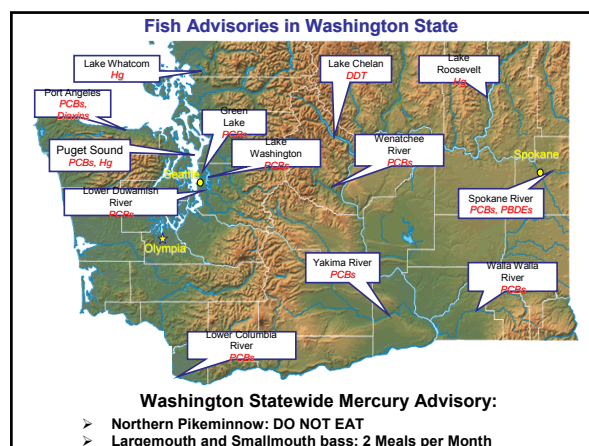 Fish Advisories in Washington State
Lake Whatcom
Hg
Lake Chelan
DDT
Lake
Roosevelt
Hg
Port Angeles
PCBs,
Dioxins
Green
Lake
PCBs
Puget Sound
PCBs, Hg
Lake
Washington
PCBs
Wenatchee
River
PCBs
Seattle
Spokane
Lower Duwamish
River
PCBs
Spokane River
PCBs, PBDEs
Olympia
Yakima River
PCBs
Walla Walla
River
PCBs
Lower Columbia
River
PCBs
Washington Statewide Mercury Advisory:
➢ Northern Pikeminnow: DO NOT EAT
➢ Largemouth and Smallmouth bass: 2 Meals per Month